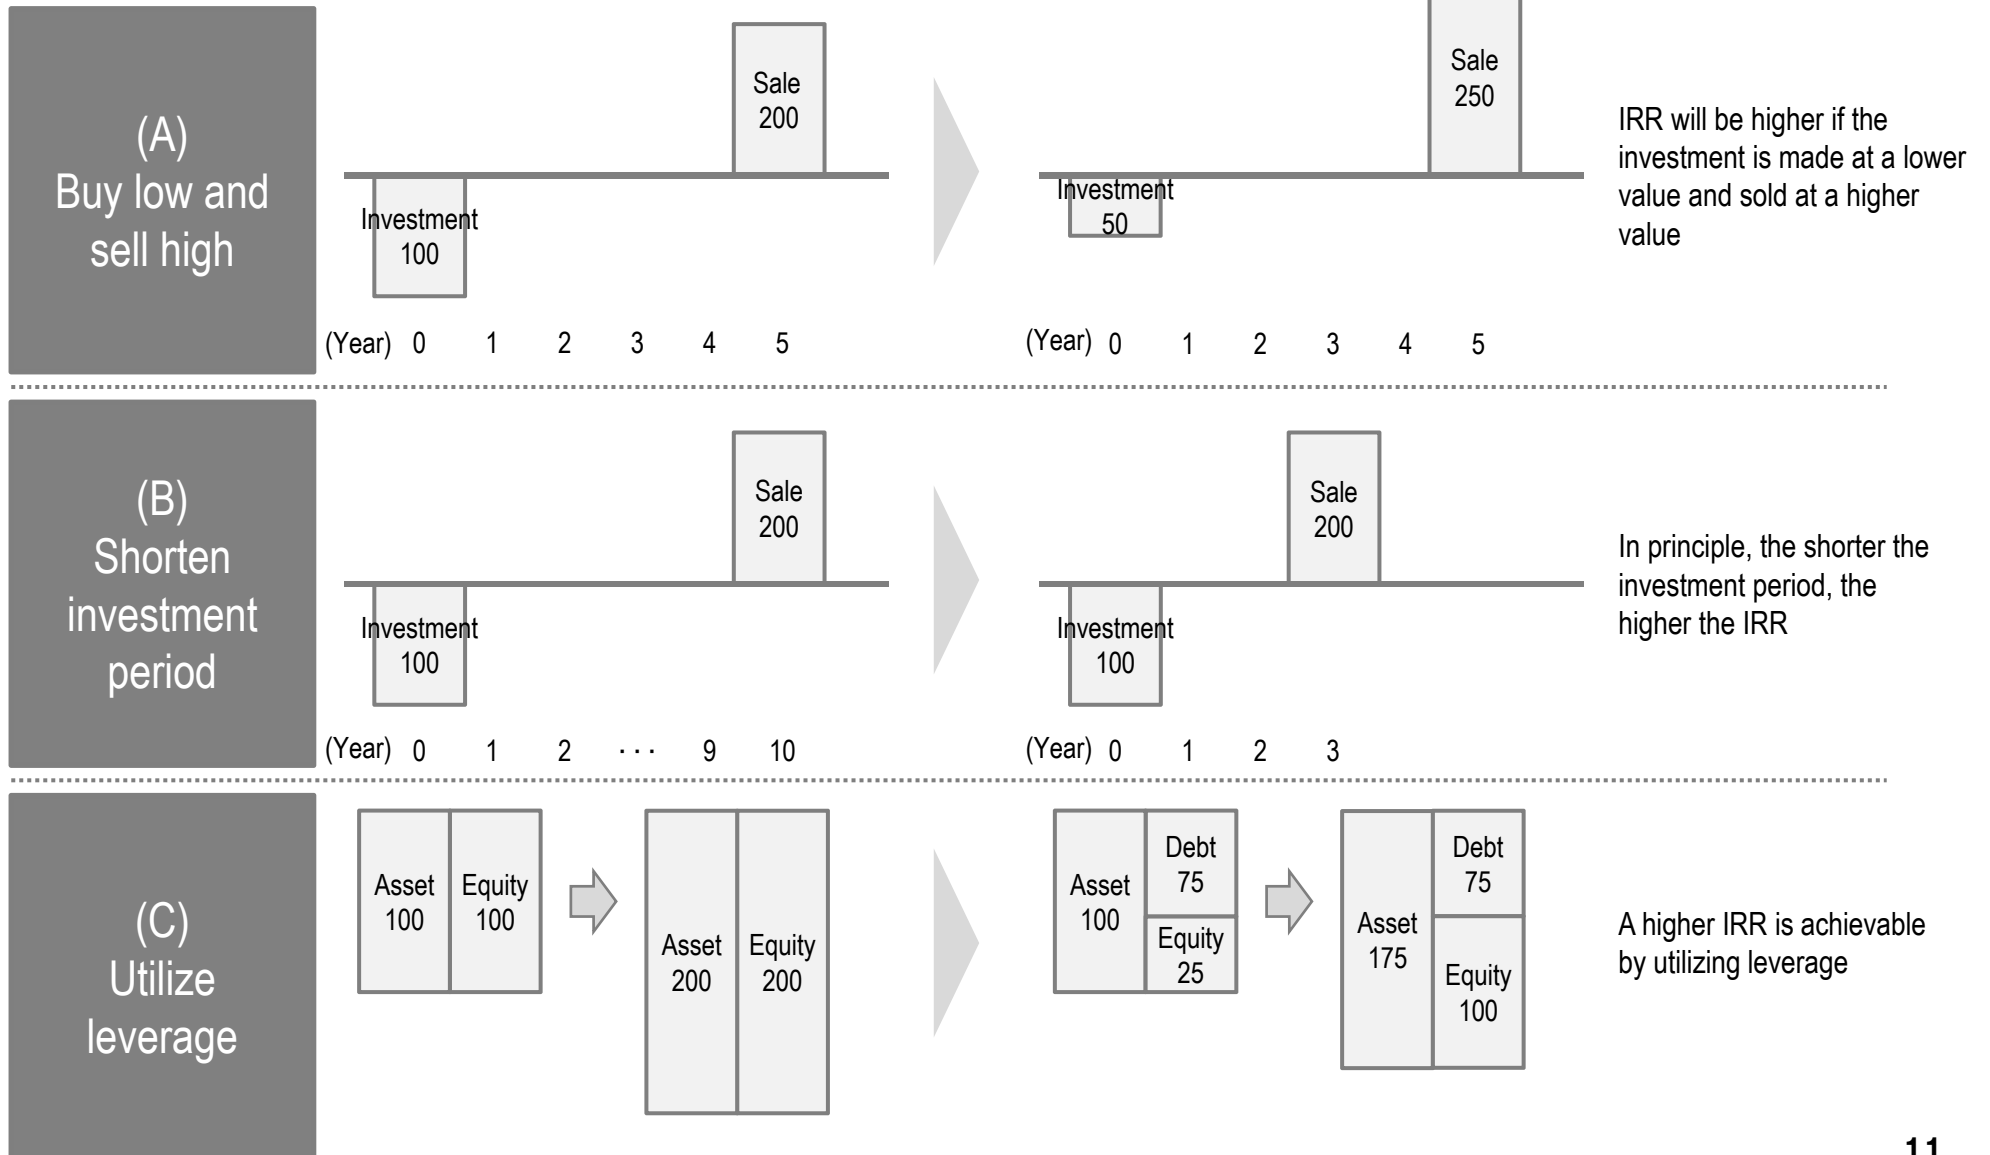 (A)
Buy low and
sell high
Sale
200
Investment
100
(Year) 0 1 2 3 4 5
Sale
250
Investment
50
(Year) 0 1 2 3 4 5
IRR will be higher if the
investment is made at a lower
value and sold at a higher
value
(B)
Shorten
investment
period
Sale
200
Investment
100
(Year) 0 1 2 ··· 9 10
Sale
200
Investment
100
(Year) 0 1 2 3
In principle, the shorter the
investment period, the
higher the IRR
(C)
Utilize
leverage
Asset
100
Equity
100
Asset
200
Equity
200
Asset
100
Debt
75
Equity
25
Asset
175
Debt
75
Equity
100
A higher IRR is achievable
by utilizing leverage
11